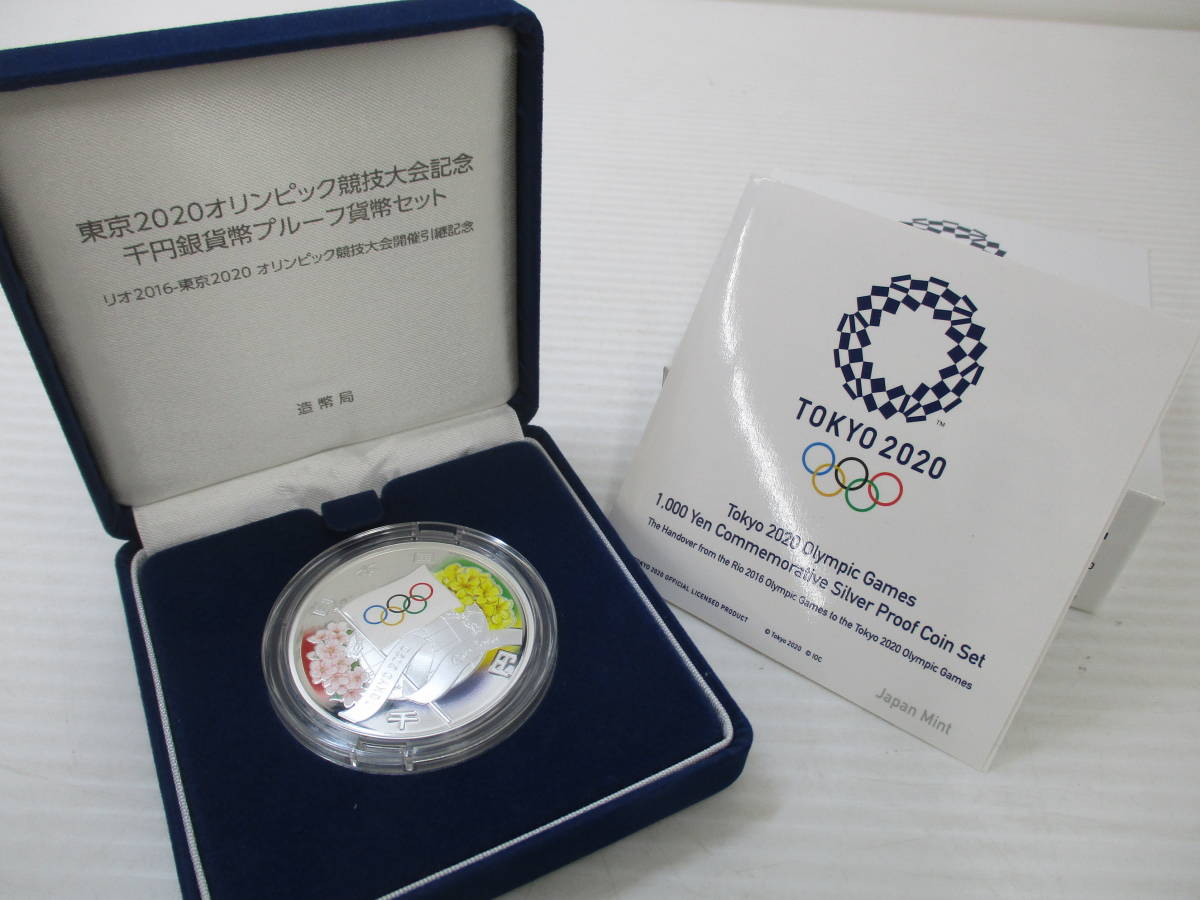 東京2020オリンピック競技大会記念
千円銀貨幣プルーフ貨幣セット
リオ2016-東京2020 オリンピック競技大会開催引継記念
造幣局
日
本
国
千
円
TOKYO 2020
TOKYO 2020
Tokyo 2020 Olympic Games
1,000 Yen Commemorative Silver Proof Coin Set
The Handover from the Rio 2016 Olympic Games to the Tokyo 2020 Olympic Games
TOKYO 2020 OFFICIAL LICENSED PRODUCT © Tokyo 2020 © IOC
Japan Mint